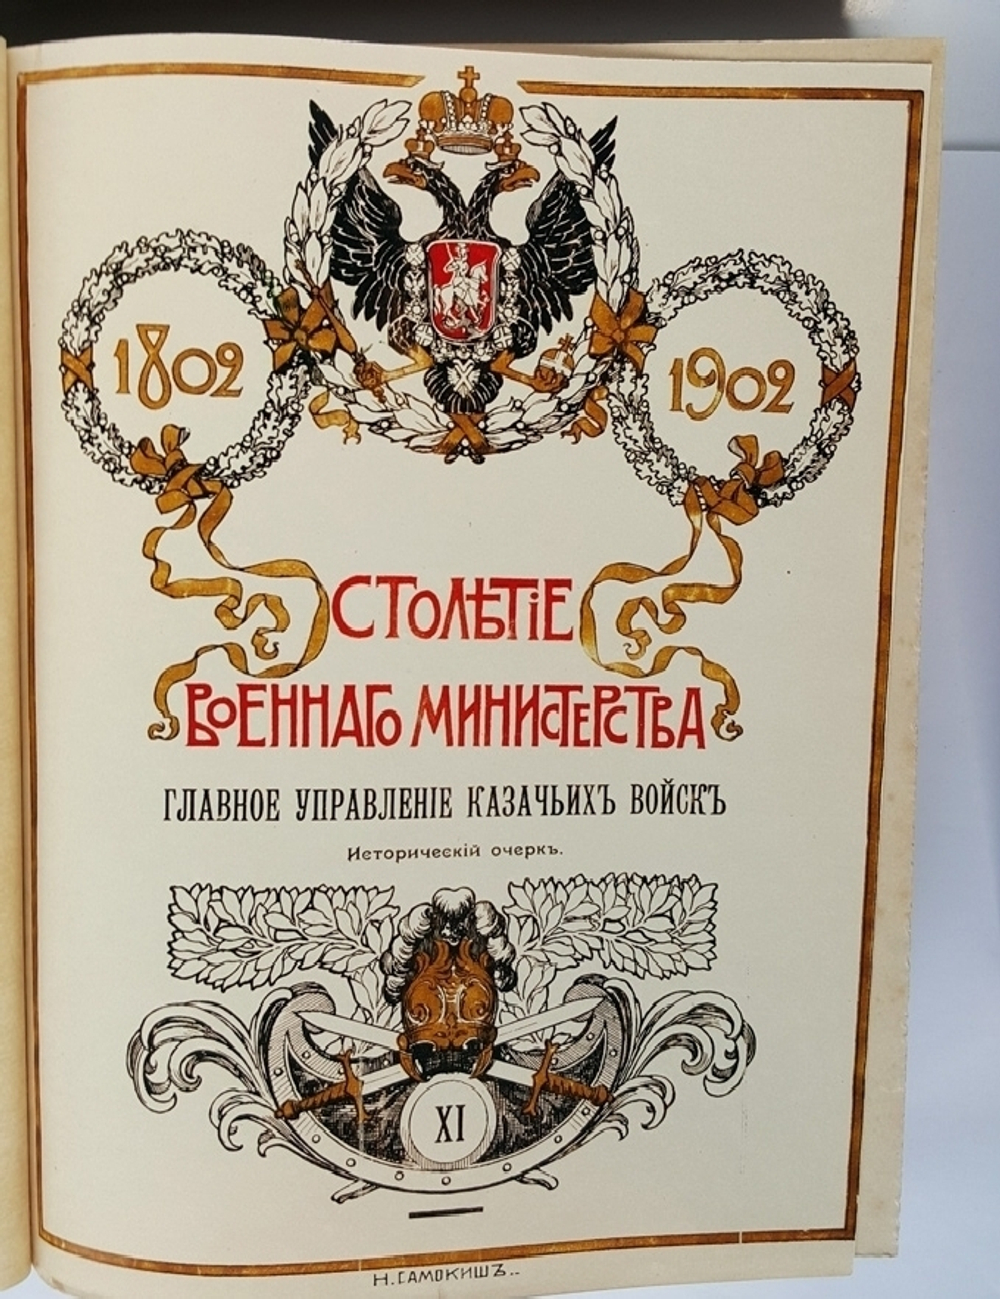 1802
1902
СТОЛѢТІЕ
ВОЕННАГО МИНИСТЕРСТВА
ГЛАВНОЕ УПРАВЛЕНІЕ КАЗАЧЬИХЪ ВОЙСКЪ
Историческій очеркъ.
XI
Н. САМОКИШЪ..